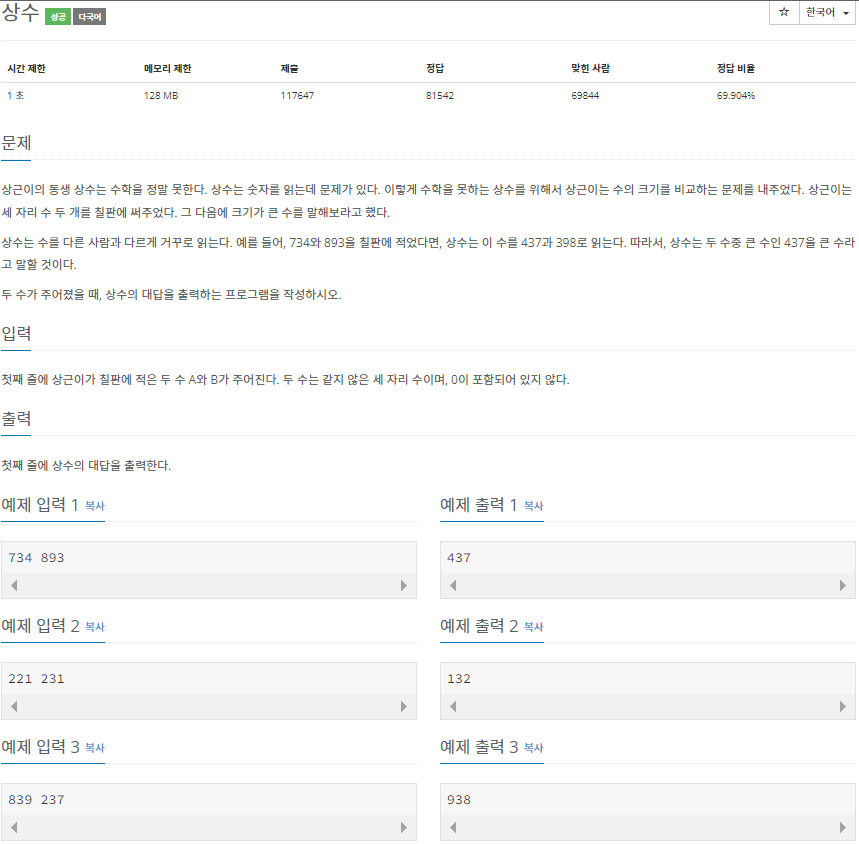 상수 성공 다국어
☆ 한국어
시간 제한 메모리 제한 제출 정답 맞힌 사람 정답 비율
1 초 128 MB 117647 81542 69844 69.904%
문제
상근이의 동생 상수는 수학을 정말 못한다. 상수는 숫자를 읽는데 문제가 있다. 이렇게 수학을 못하는 상수를 위해서 상근이는 수의 크기를 비교하는 문제를 내주었다. 상근이는
세 자리 수 두 개를 칠판에 써주었다. 그 다음에 크기가 큰 수를 말해보라고 했다.
상수는 수를 다른 사람과 다르게 거꾸로 읽는다. 예를 들어, 734와 893을 칠판에 적었다면, 상수는 이 수를 437과 398로 읽는다. 따라서, 상수는 두 수중 큰 수인 437을 큰 수라
고 말할 것이다.
두 수가 주어졌을 때, 상수의 대답을 출력하는 프로그램을 작성하시오.
입력
첫째 줄에 상근이가 칠판에 적은 두 수 A와 B가 주어진다. 두 수는 같지 않은 세 자리 수이며, 0이 포함되어 있지 않다.
출력
첫째 줄에 상수의 대답을 출력한다.
예제 입력 1 복사
734 893
예제 출력 1 복사
437
예제 입력 2 복사
221 231
예제 출력 2 복사
132
예제 입력 3 복사
839 237
예제 출력 3 복사
938